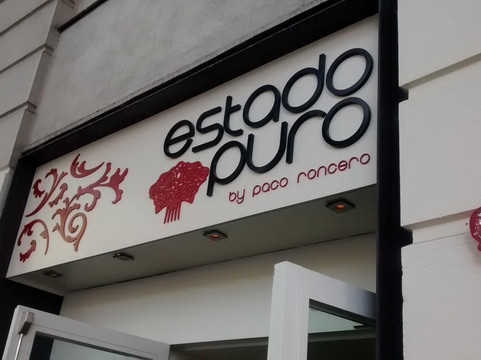 estado
puro
by paco roncero